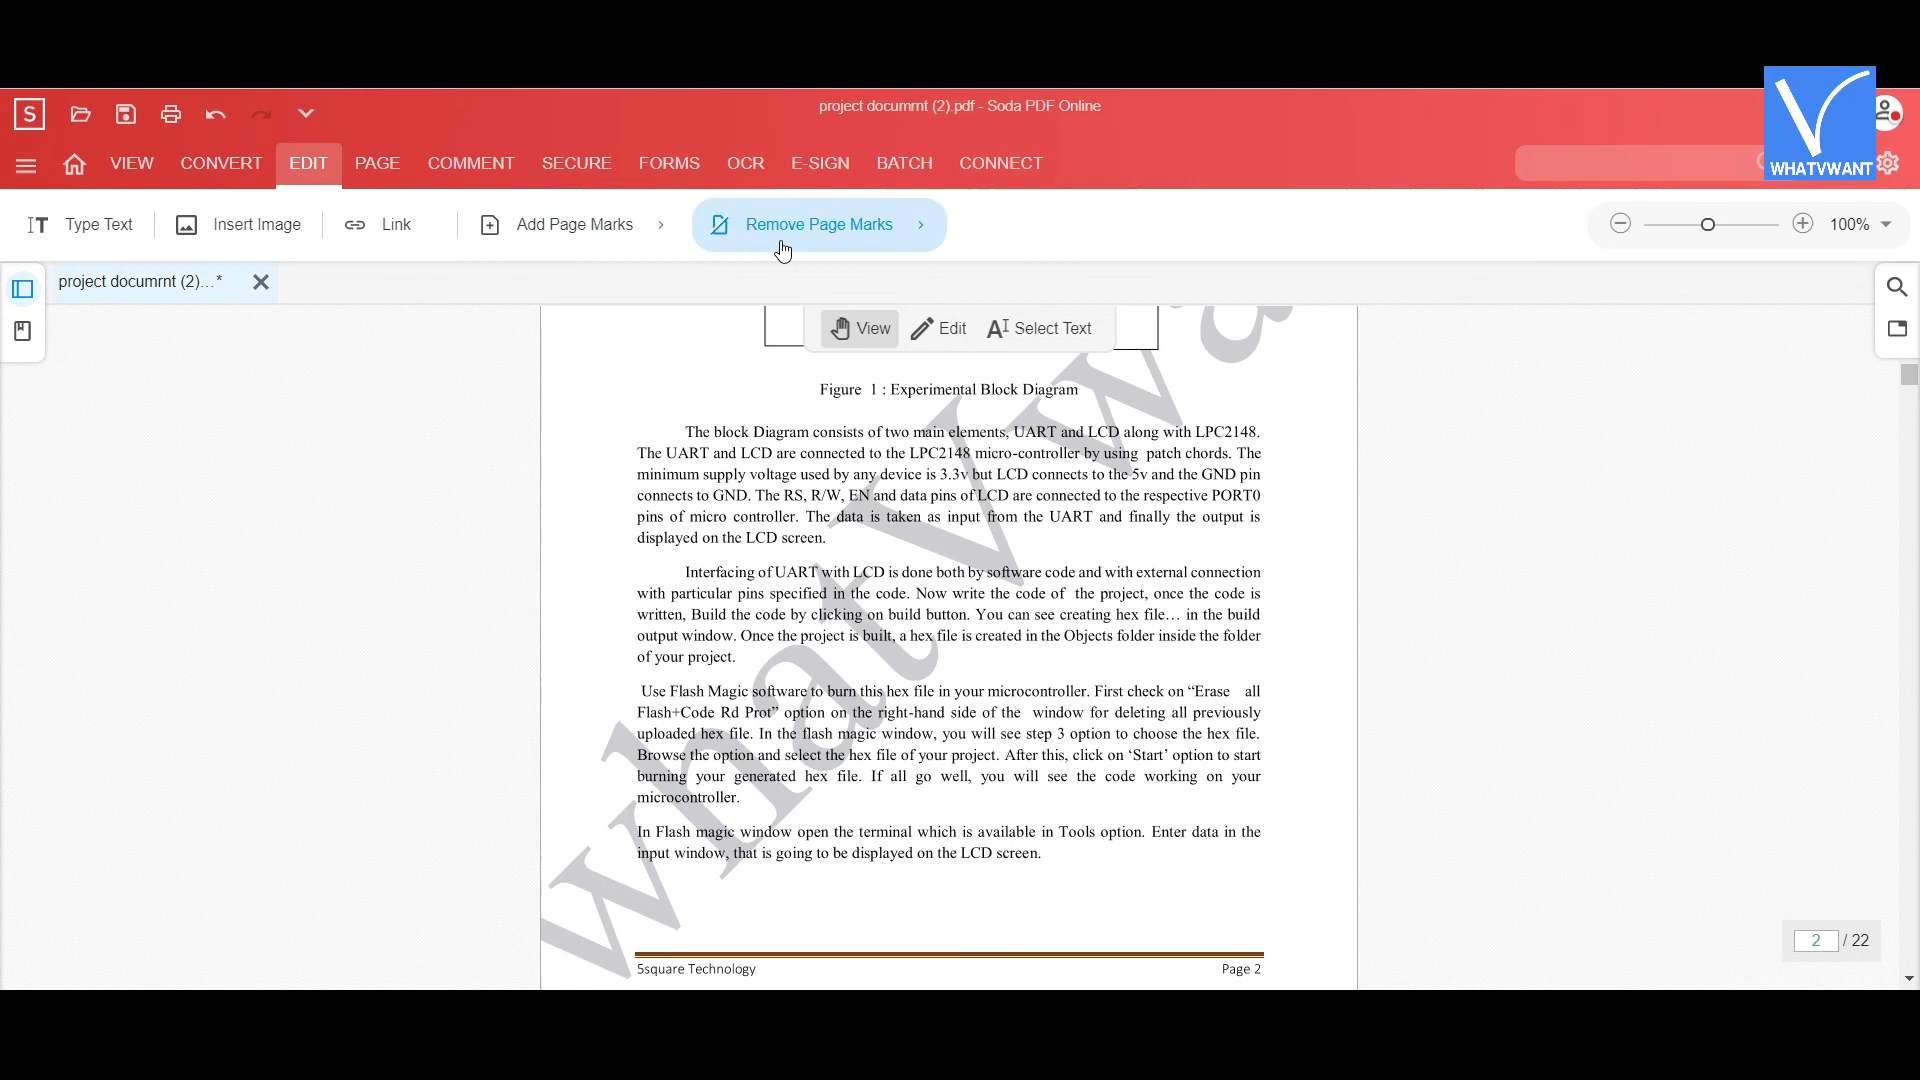 S
project documrnt (2).pdf - Soda PDF Online
WHATVWANT
VIEW CONVERT EDIT PAGE COMMENT SECURE FORMS OCR E-SIGN BATCH CONNECT
Type Text Insert Image Link Add Page Marks Remove Page Marks 100%
project documrnt (2)...*
View Edit Select Text
Figure 1 : Experimental Block Diagram
The block Diagram consists of two main elements, UART and LCD along with LPC2148.
The UART and LCD are connected to the LPC2148 micro-controller by using patch chords. The
minimum supply voltage used by any device is 3.3v but LCD connects to the 5v and the GND pin
connects to GND. The RS, R/W, EN and data pins of LCD are connected to the respective PORT0
pins of micro controller. The data is taken as input from the UART and finally the output is
displayed on the LCD screen.
Interfacing of UART with LCD is done both by software code and with external connection
with particular pins specified in the code. Now write the code of the project, once the code is
written, Build the code by clicking on build button. You can see creating hex file… in the build
output window. Once the project is built, a hex file is created in the Objects folder inside the folder
of your project.
Use Flash Magic software to burn this hex file in your microcontroller. First check on “Erase all
Flash+Code Rd Prot” option on the right-hand side of the window for deleting all previously
uploaded hex file. In the flash magic window, you will see step 3 option to choose the hex file.
Browse the option and select the hex file of your project. After this, click on ‘Start’ option to start
burning your generated hex file. If all go well, you will see the code working on your
microcontroller.
In Flash magic window open the terminal which is available in Tools option. Enter data in the
input window, that is going to be displayed on the LCD screen.
whatVwa
5square Technology Page 2
2 / 22